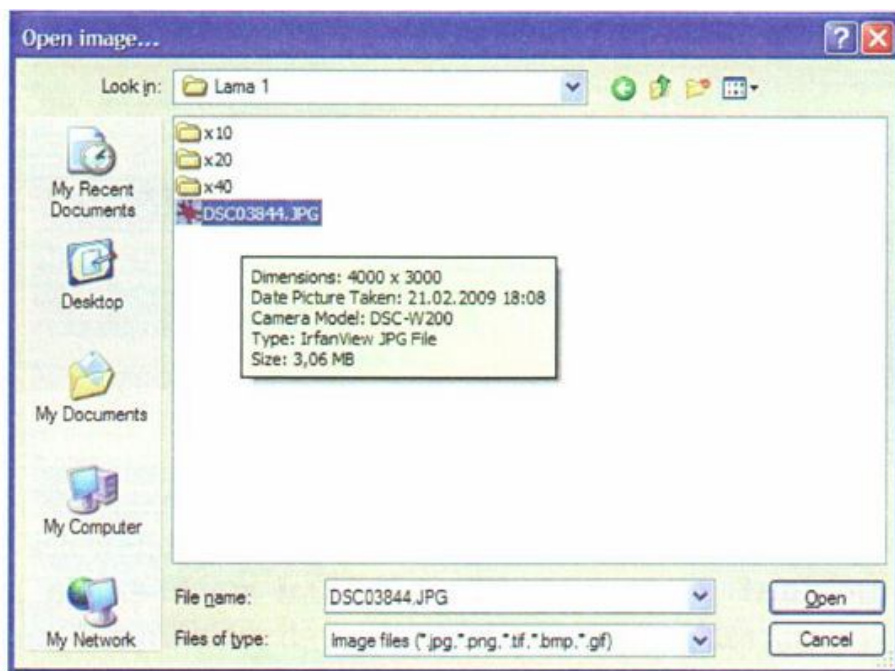 Open image...
Look in:
Lama 1
My Recent
Documents
Desktop
My Documents
My Computer
My Network
x10
x20
x40
DSC03844.JPG
Dimensions: 4000 x 3000
Date Picture Taken: 21.02.2009 18:08
Camera Model: DSC-W200
Type: IrfanView JPG File
Size: 3,06 MB
File name:
DSC03844.JPG
Open
Files of type:
Image files (*.jpg,*.png,*.tif,*.bmp,*.gif)
Cancel